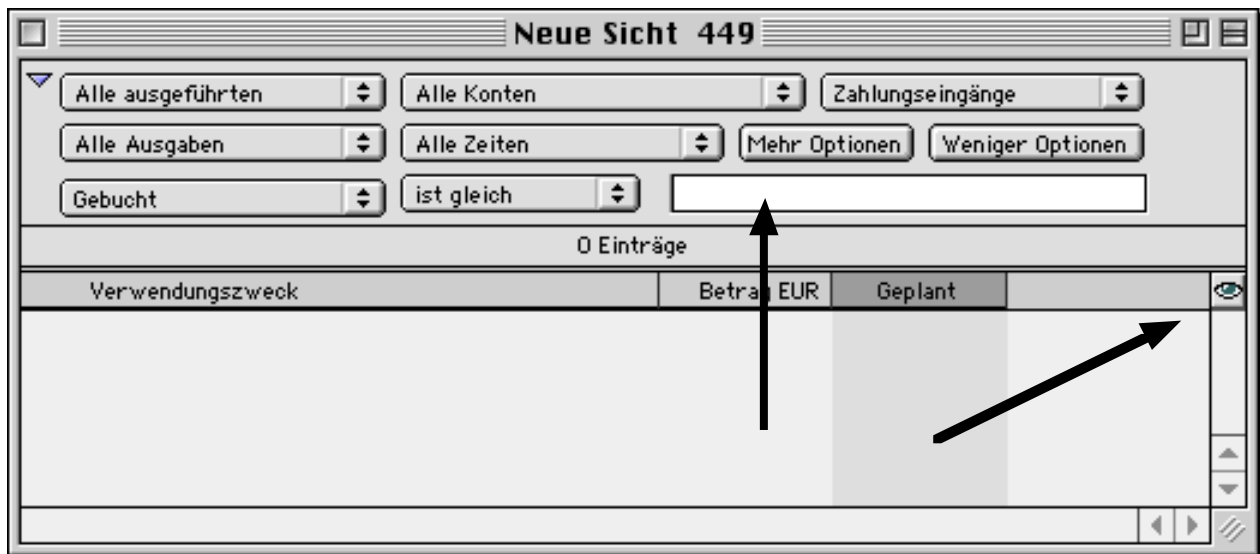 Neue Sicht 449
Alle ausgeführten Alle Konten Zahlungseingänge
Alle Ausgaben Alle Zeiten Mehr Optionen Weniger Optionen
Gebucht ist gleich
0 Einträge
Verwendungszweck Betrag EUR Geplant